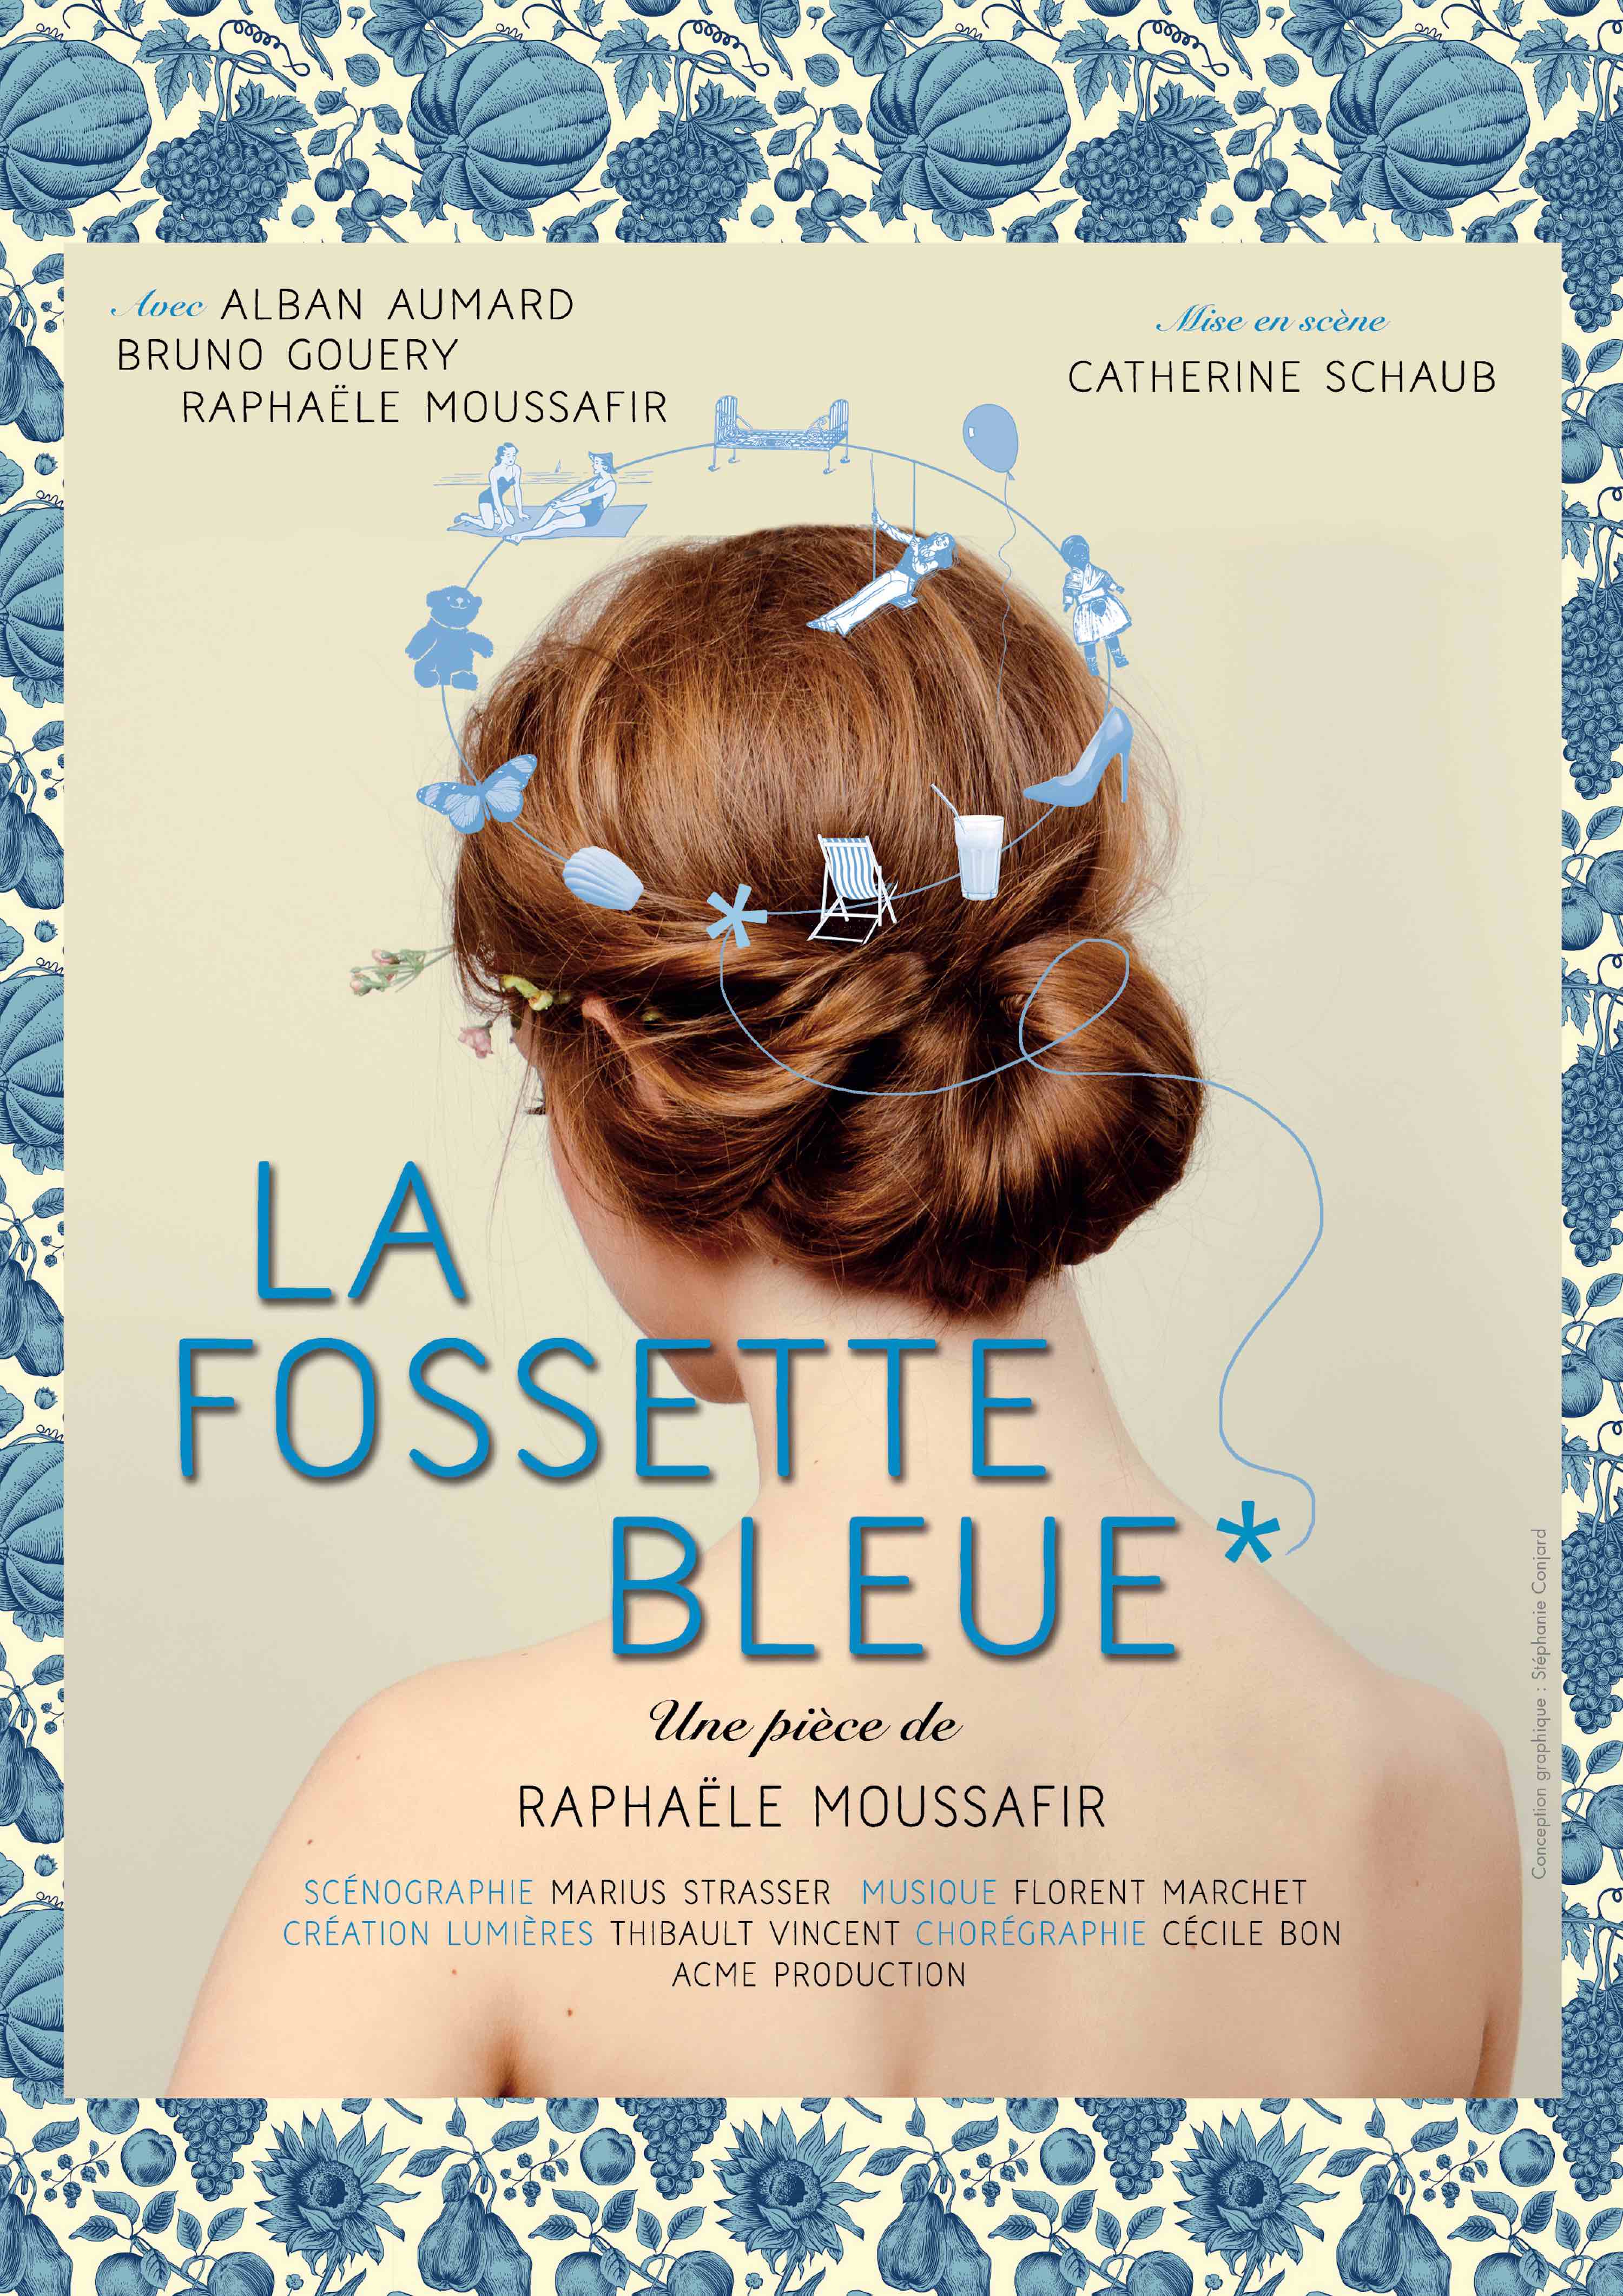 Avec ALBAN AUMARD
BRUNO GOUERY
RAPHAËLE MOUSSAFIR
Mise en scène
CATHERINE SCHAUB
LA
FOSSETTE
BLEUE*
Une pièce de
RAPHAËLE MOUSSAFIR
SCÉNOGRAPHIE MARIUS STRASSER MUSIQUE FLORENT MARCHET
CRÉATION LUMIÈRES THIBAULT VINCENT CHORÉGRAPHIE CÉCILE BON
ACME PRODUCTION
Conception graphique : Stéphanie Conjard